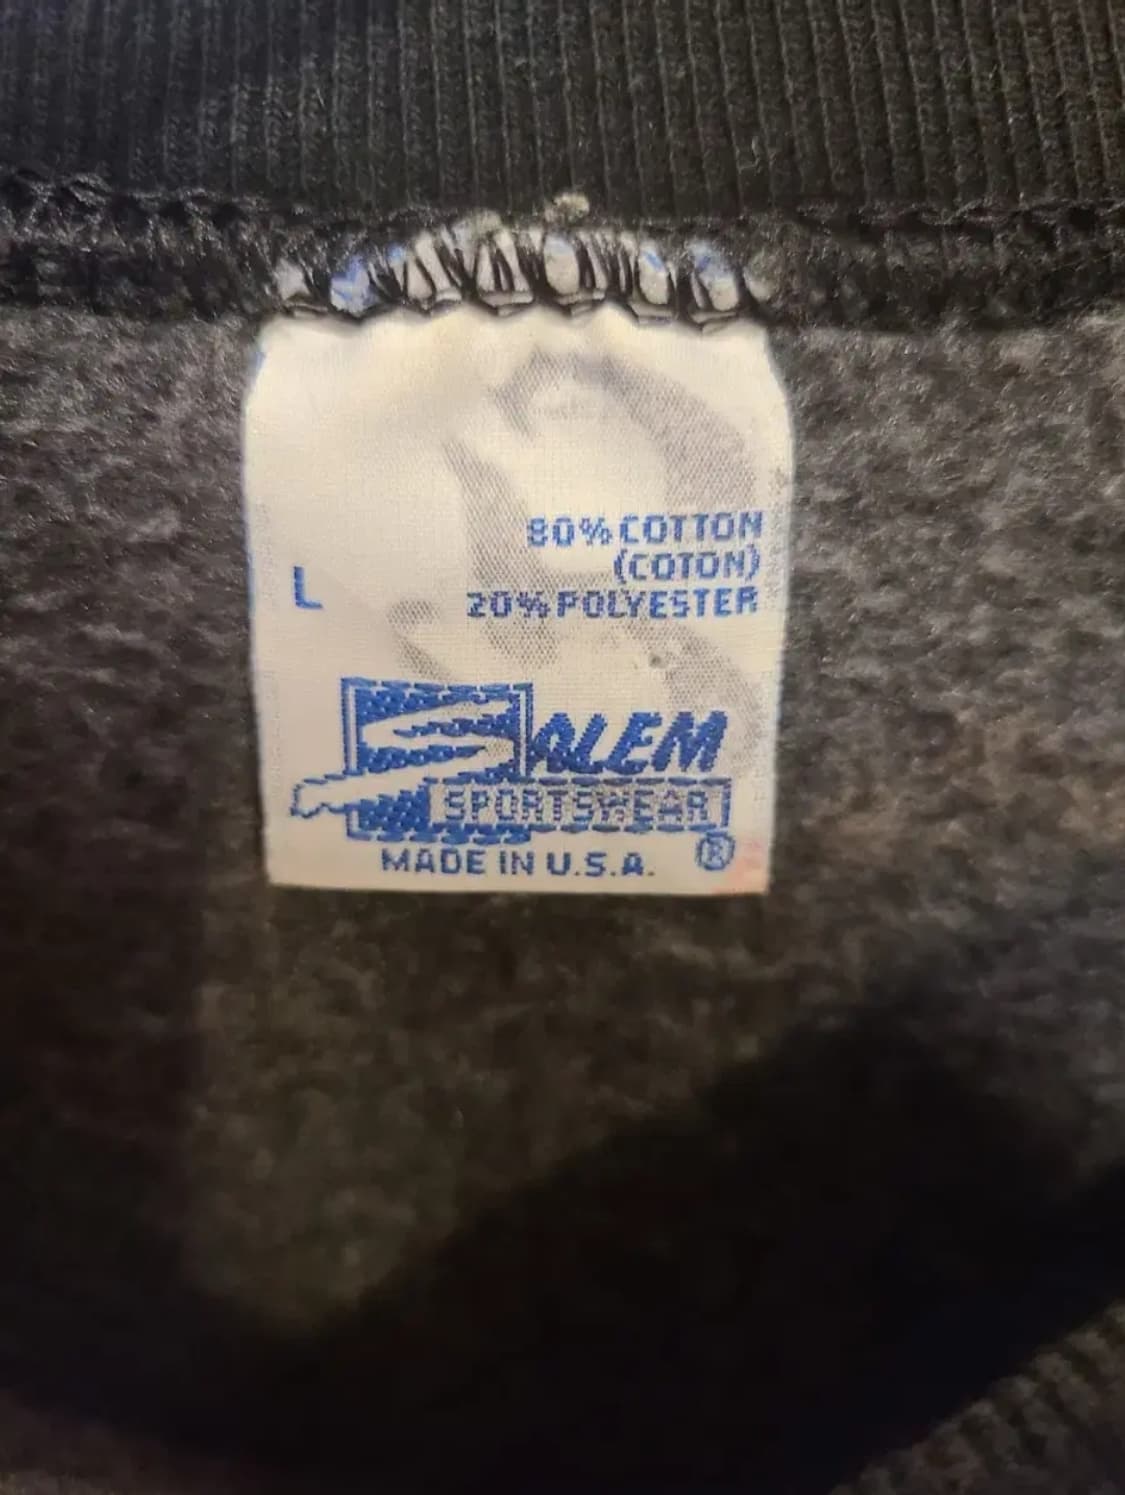 80% COTTON
(COTON)
L
20% POLYESTER
SALEM
SPORTSWEAR
®
MADE IN U.S.A.